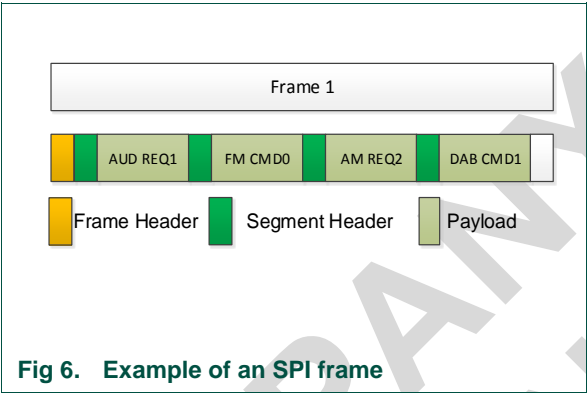 Frame 1
AUD REQ1 FM CMD0 AM REQ2 DAB CMD1
Frame Header Segment Header Payload
Fig 6. Example of an SPI frame